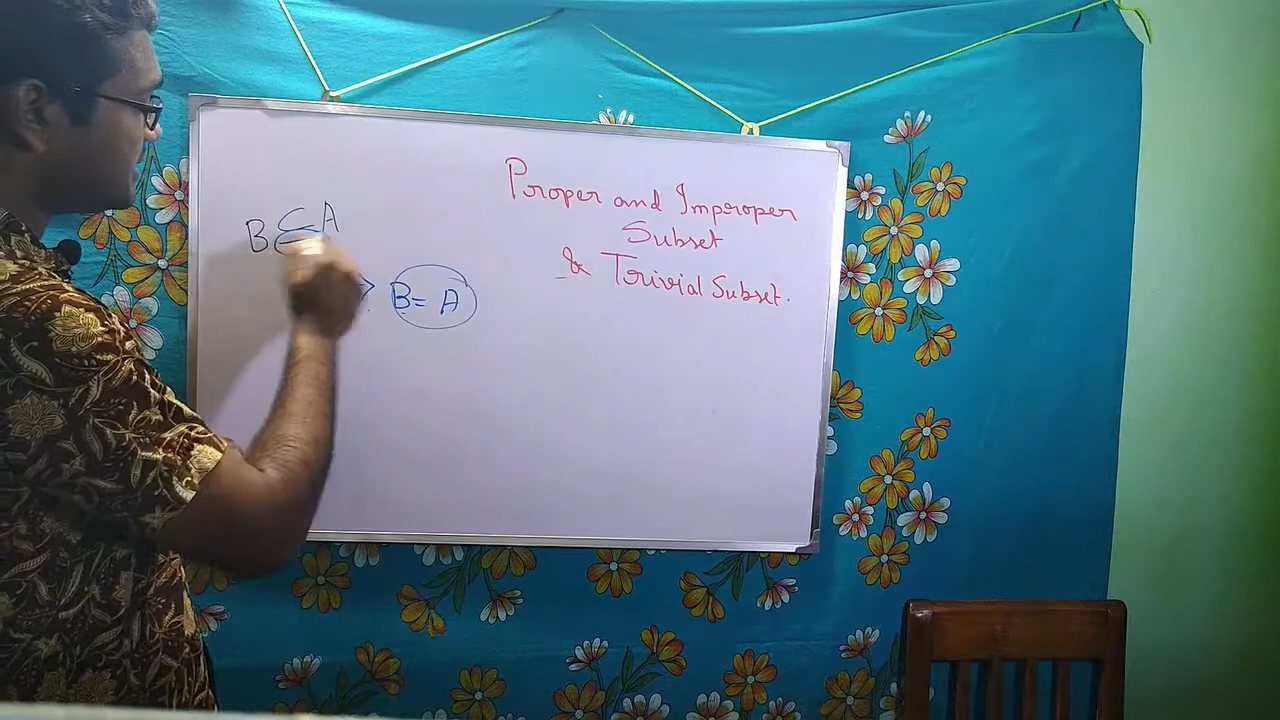 Proper and Improper
Subset
& Trivial Subset.
B ⊆ A
B = A